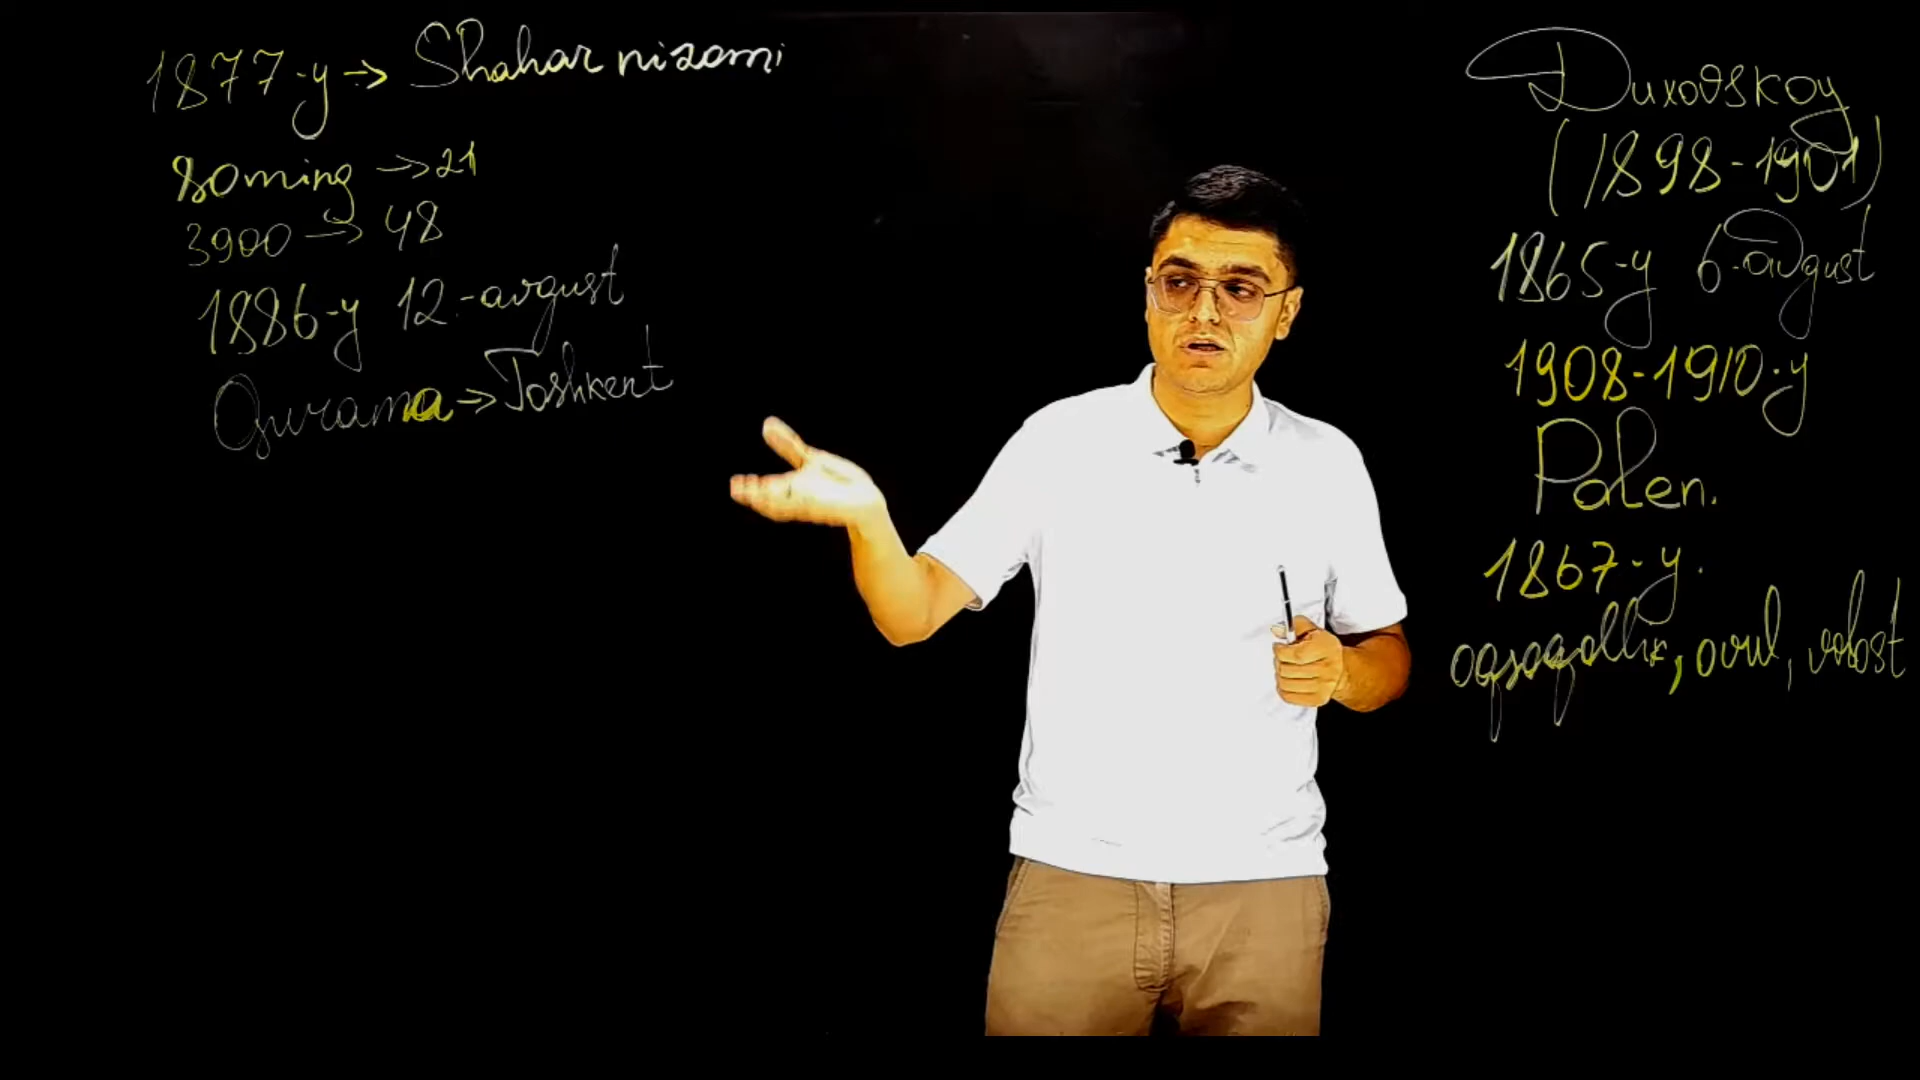 1877-y → Shahar nizomi
80ming → 21
3900 → 48
1886-y 12-avgust
Qurama → Toshkent
Duxovskoy
(1898-1901)
1865-y 6-avgust
1908-1910-y
Palen.
1867-y.
oqsoqollik, ovul, volost